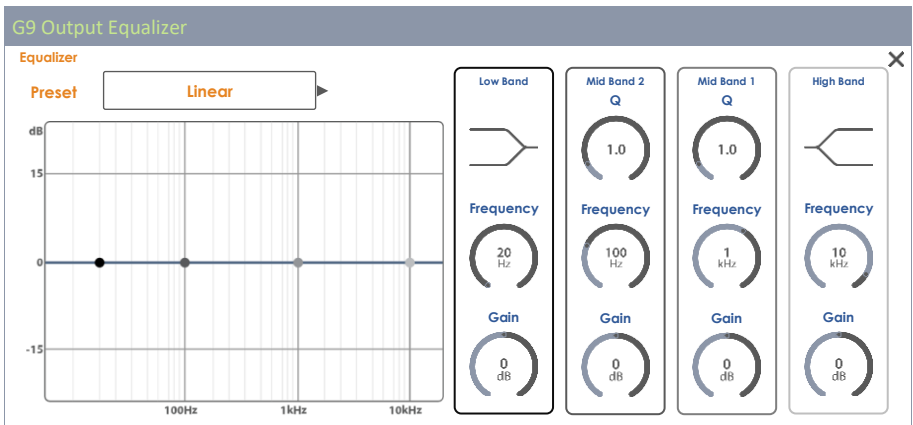 G9 Output Equalizer
Equalizer
Preset
Linear
dB
15
0
-15
100Hz
1kHz
10kHz
Low Band
Frequency
20
Hz
Gain
0
dB
Mid Band 2
Q
1.0
Frequency
100
Hz
Gain
0
dB
Mid Band 1
Q
1.0
Frequency
1
kHz
Gain
0
dB
High Band
Frequency
10
kHz
Gain
0
dB